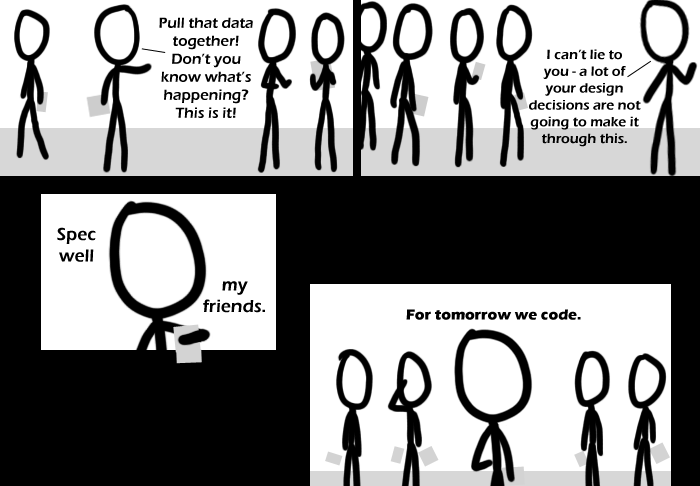 Pull that data
together!
Don't you
know what's
happening?
This is it!
I can't lie to
you - a lot of
your design
decisions are not
going to make it
through this.
Spec
well
my
friends.
For tomorrow we code.